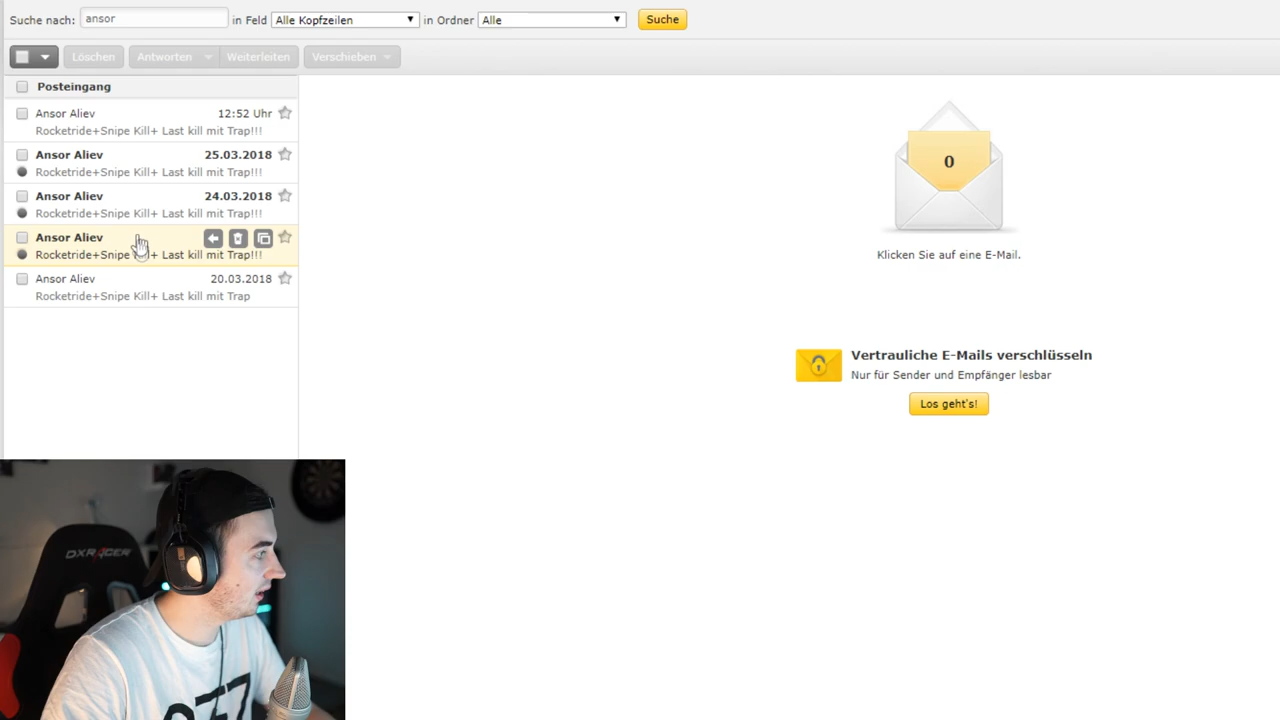 Suche nach: ansor in Feld Alle Kopfzeilen in Ordner Alle Suche
Löschen Antworten Weiterleiten Verschieben
Posteingang
Ansor Aliev 12:52 Uhr
Rocketride+Snipe Kill+ Last kill mit Trap!!!
Ansor Aliev 25.03.2018
Rocketride+Snipe Kill+ Last kill mit Trap!!!
Ansor Aliev 24.03.2018
Rocketride+Snipe Kill+ Last kill mit Trap!!!
Ansor Aliev
Rocketride+Snipe Kill+ Last kill mit Trap!!!
Ansor Aliev 20.03.2018
Rocketride+Snipe Kill+ Last kill mit Trap
0
Klicken Sie auf eine E-Mail.
Vertrauliche E-Mails verschlüsseln
Nur für Sender und Empfänger lesbar
Los geht's!
DXRACER